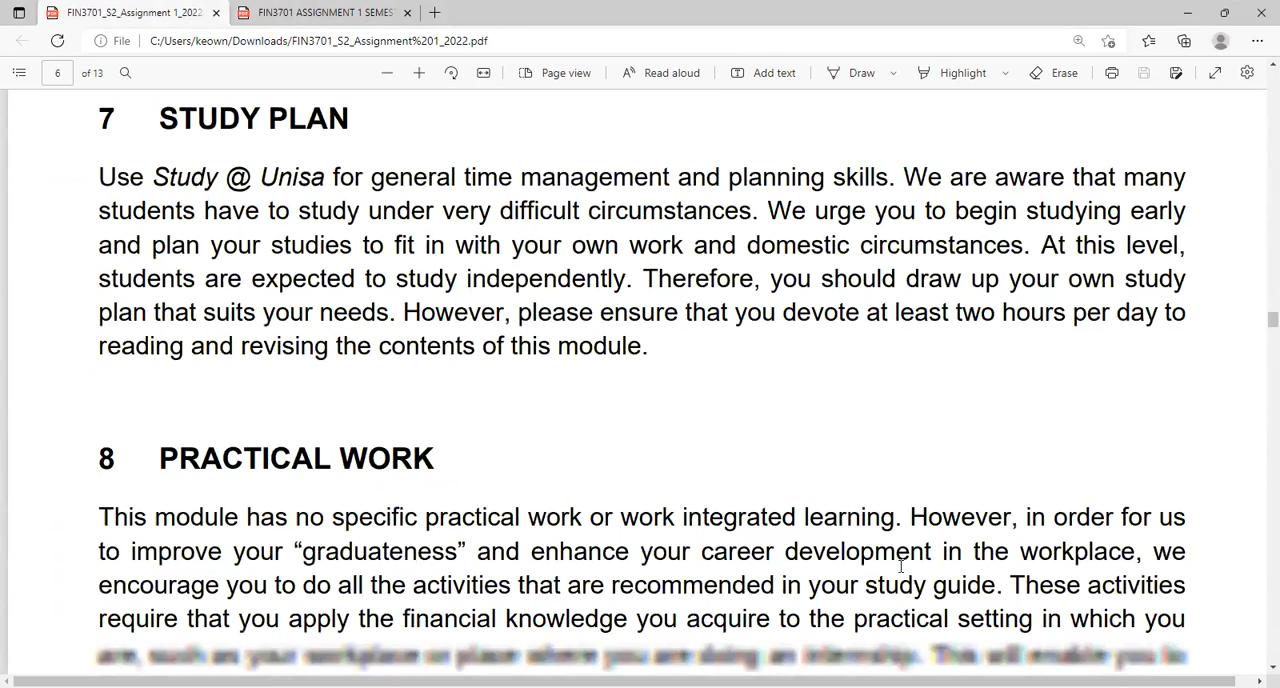 FIN3701_S2_Assignment 1_2022
FIN3701 ASSIGNMENT 1 SEMES
File
C:/Users/keown/Downloads/FIN3701_S2_Assignment%201_2022.pdf
6 of 13
Page view
Read aloud
Add text
Draw
Highlight
Erase
7 STUDY PLAN
Use Study @ Unisa for general time management and planning skills. We are aware that many
students have to study under very difficult circumstances. We urge you to begin studying early
and plan your studies to fit in with your own work and domestic circumstances. At this level,
students are expected to study independently. Therefore, you should draw up your own study
plan that suits your needs. However, please ensure that you devote at least two hours per day to
reading and revising the contents of this module.
8 PRACTICAL WORK
This module has no specific practical work or work integrated learning. However, in order for us
to improve your “graduateness” and enhance your career development in the workplace, we
encourage you to do all the activities that are recommended in your study guide. These activities
require that you apply the financial knowledge you acquire to the practical setting in which you